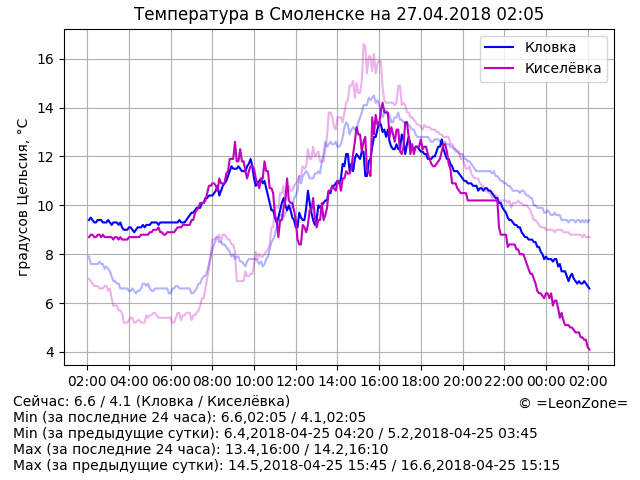 Температура в Смоленске на 27.04.2018 02:05
Кловка
Киселёвка
градусов Цельсия, °C
16
14
12
10
8
6
4
02:00 04:00 06:00 08:00 10:00 12:00 14:00 16:00 18:00 20:00 22:00 00:00 02:00
Сейчас: 6.6 / 4.1 (Кловка / Киселёвка)
© =LeonZone=
Min (за последние 24 часа): 6.6,02:05 / 4.1,02:05
Min (за предыдущие сутки): 6.4,2018-04-25 04:20 / 5.2,2018-04-25 03:45
Max (за последние 24 часа): 13.4,16:00 / 14.2,16:10
Max (за предыдущие сутки): 14.5,2018-04-25 15:45 / 16.6,2018-04-25 15:15